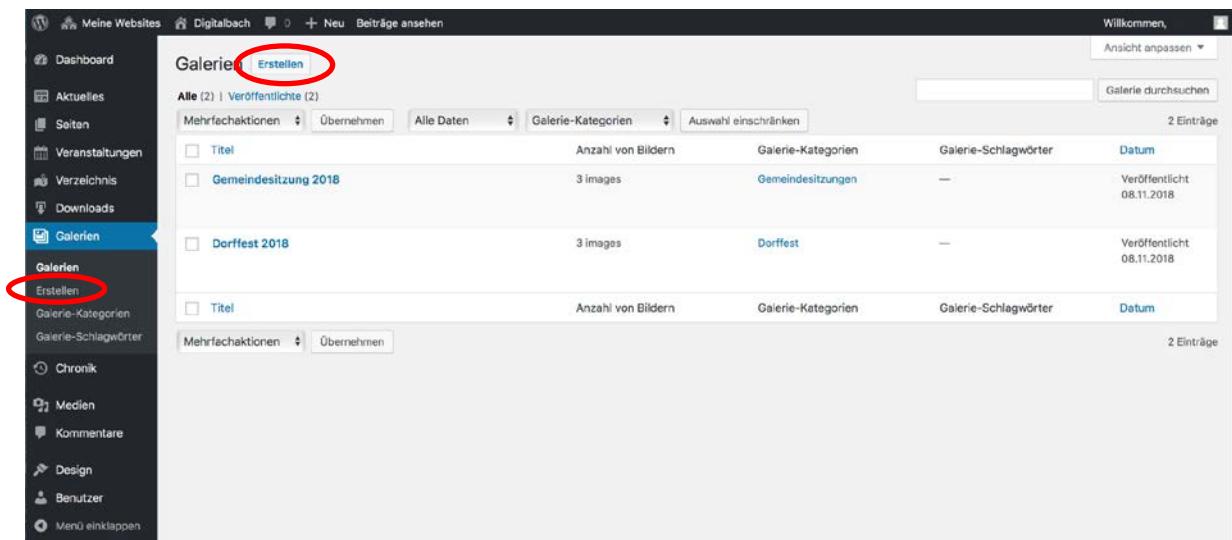 Meine Websites Digitalbach 0 + Neu Beiträge ansehen Willkommen,
Ansicht anpassen ▼
Dashboard
Aktuelles
Seiten
Veranstaltungen
Verzeichnis
Downloads
Galerien
Galerien
Erstellen
Galerie-Kategorien
Galerie-Schlagwörter
Chronik
Medien
Kommentare
Design
Benutzer
Menü einklappen
Galerien Erstellen
Alle (2) | Veröffentlichte (2)
Galerie durchsuchen
Mehrfachaktionen Übernehmen Alle Daten Galerie-Kategorien Auswahl einschränken 2 Einträge
Titel Anzahl von Bildern Galerie-Kategorien Galerie-Schlagwörter Datum
Gemeindesitzung 2018 3 images Gemeindesitzungen — Veröffentlicht
08.11.2018
Dorffest 2018 3 images Dorffest — Veröffentlicht
08.11.2018
Titel Anzahl von Bildern Galerie-Kategorien Galerie-Schlagwörter Datum
Mehrfachaktionen Übernehmen 2 Einträge